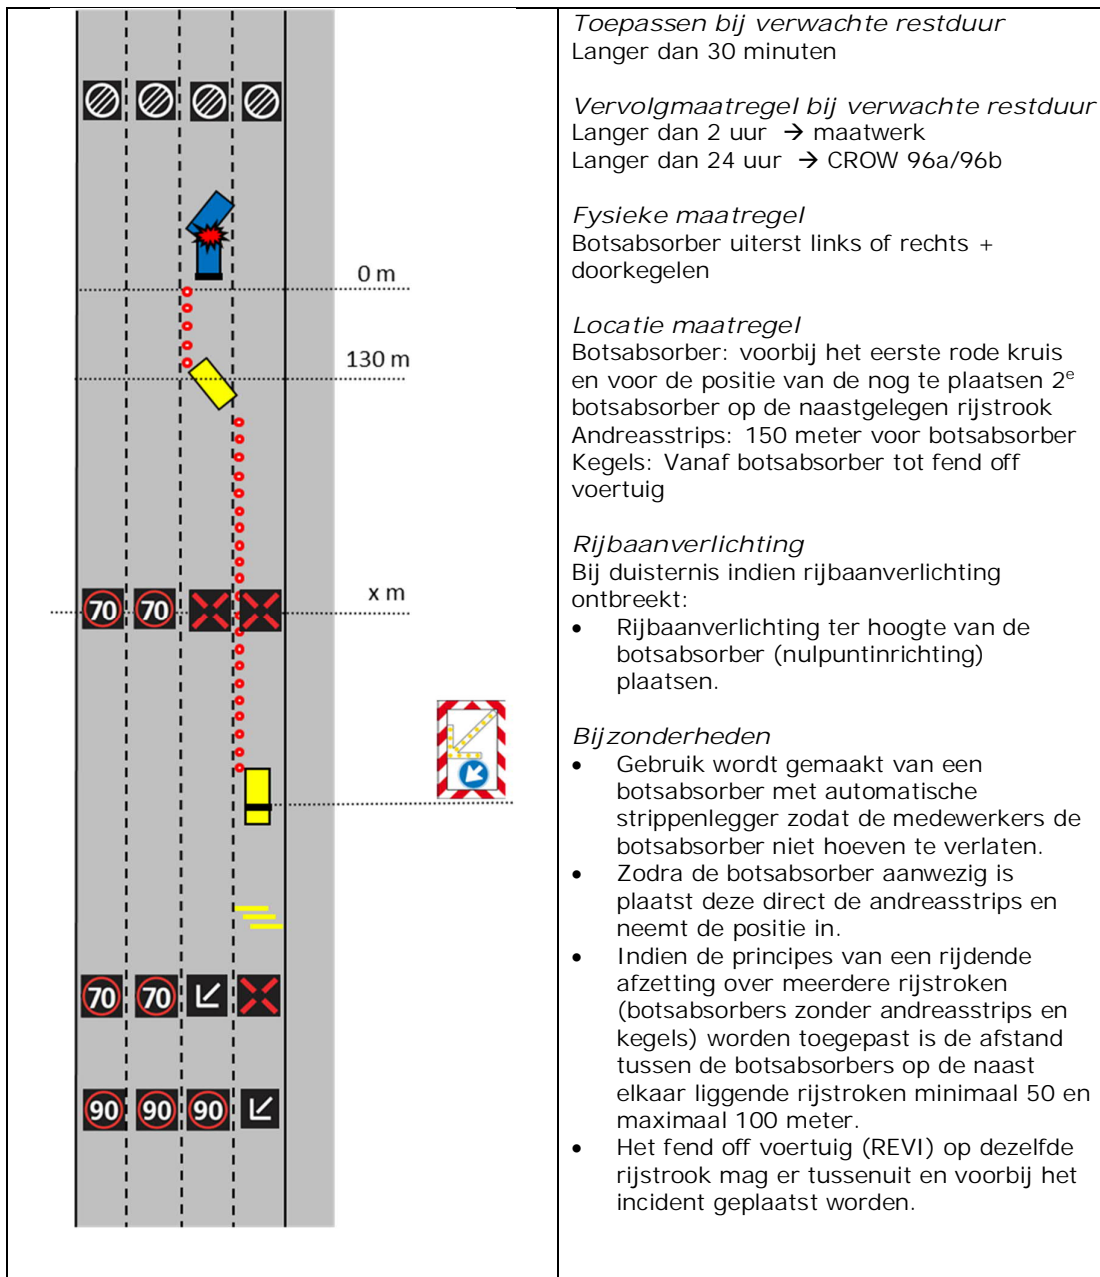 0 m
130 m
70 70
x m
70 70
90 90 90
Toepassen bij verwachte restduur
Langer dan 30 minuten
Vervolgmaatregel bij verwachte restduur
Langer dan 2 uur → maatwerk
Langer dan 24 uur → CROW 96a/96b
Fysieke maatregel
Botsabsorber uiterst links of rechts +
doorkegelen
Locatie maatregel
Botsabsorber: voorbij het eerste rode kruis
en voor de positie van de nog te plaatsen 2e
botsabsorber op de naastgelegen rijstrook
Andreasstrips: 150 meter voor botsabsorber
Kegels: Vanaf botsabsorber tot fend off
voertuig
Rijbaanverlichting
Bij duisternis indien rijbaanverlichting
ontbreekt:
• Rijbaanverlichting ter hoogte van de
botsabsorber (nulpuntinrichting)
plaatsen.
Bijzonderheden
• Gebruik wordt gemaakt van een
botsabsorber met automatische
strippenlegger zodat de medewerkers de
botsabsorber niet hoeven te verlaten.
• Zodra de botsabsorber aanwezig is
plaatst deze direct de andreasstrips en
neemt de positie in.
• Indien de principes van een rijdende
afzetting over meerdere rijstroken
(botsabsorbers zonder andreasstrips en
kegels) worden toegepast is de afstand
tussen de botsabsorbers op de naast
elkaar liggende rijstroken minimaal 50 en
maximaal 100 meter.
• Het fend off voertuig (REVI) op dezelfde
rijstrook mag er tussenuit en voorbij het
incident geplaatst worden.